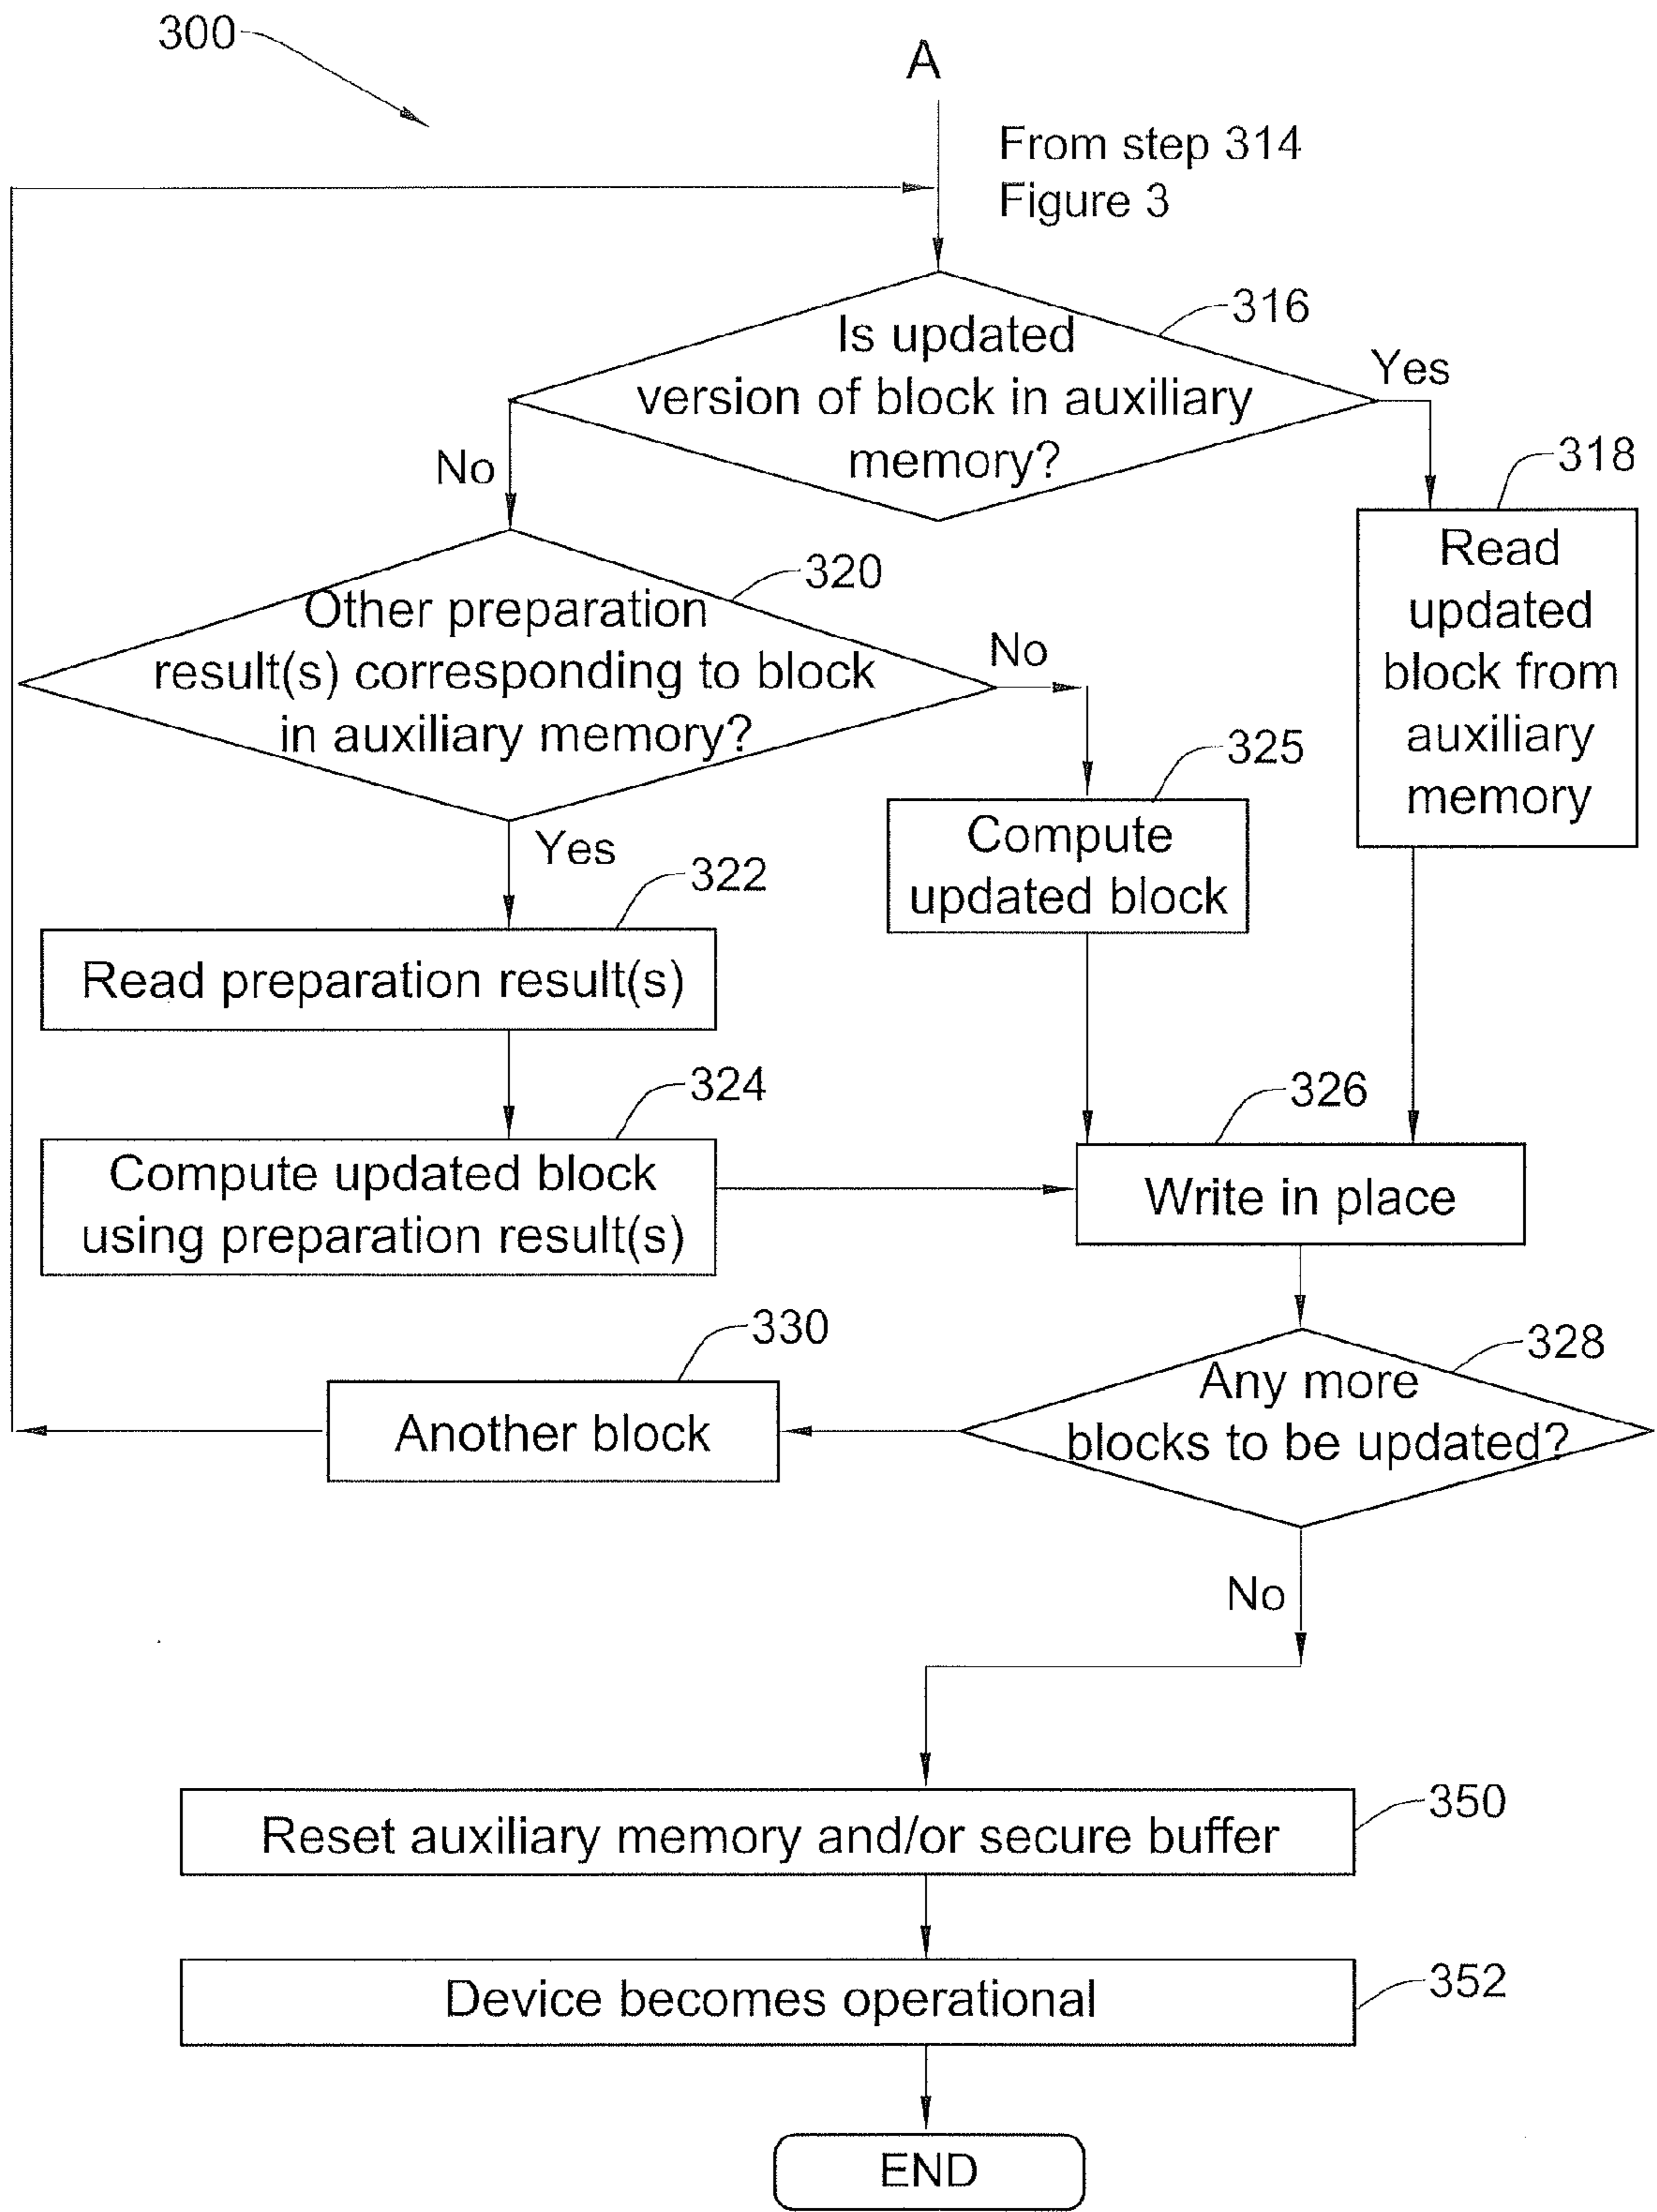 300
A
From step 314
Figure 3
316
Is updated
version of block in auxiliary
memory?
Yes
No
318
Read
updated
block from
auxiliary
memory
320
Other preparation
result(s) corresponding to block
in auxiliary memory?
No
325
Compute
updated block
Yes
322
Read preparation result(s)
324
Compute updated block
using preparation result(s)
326
Write in place
328
Any more
blocks to be updated?
330
Another block
No
350
Reset auxiliary memory and/or secure buffer
352
Device becomes operational
END